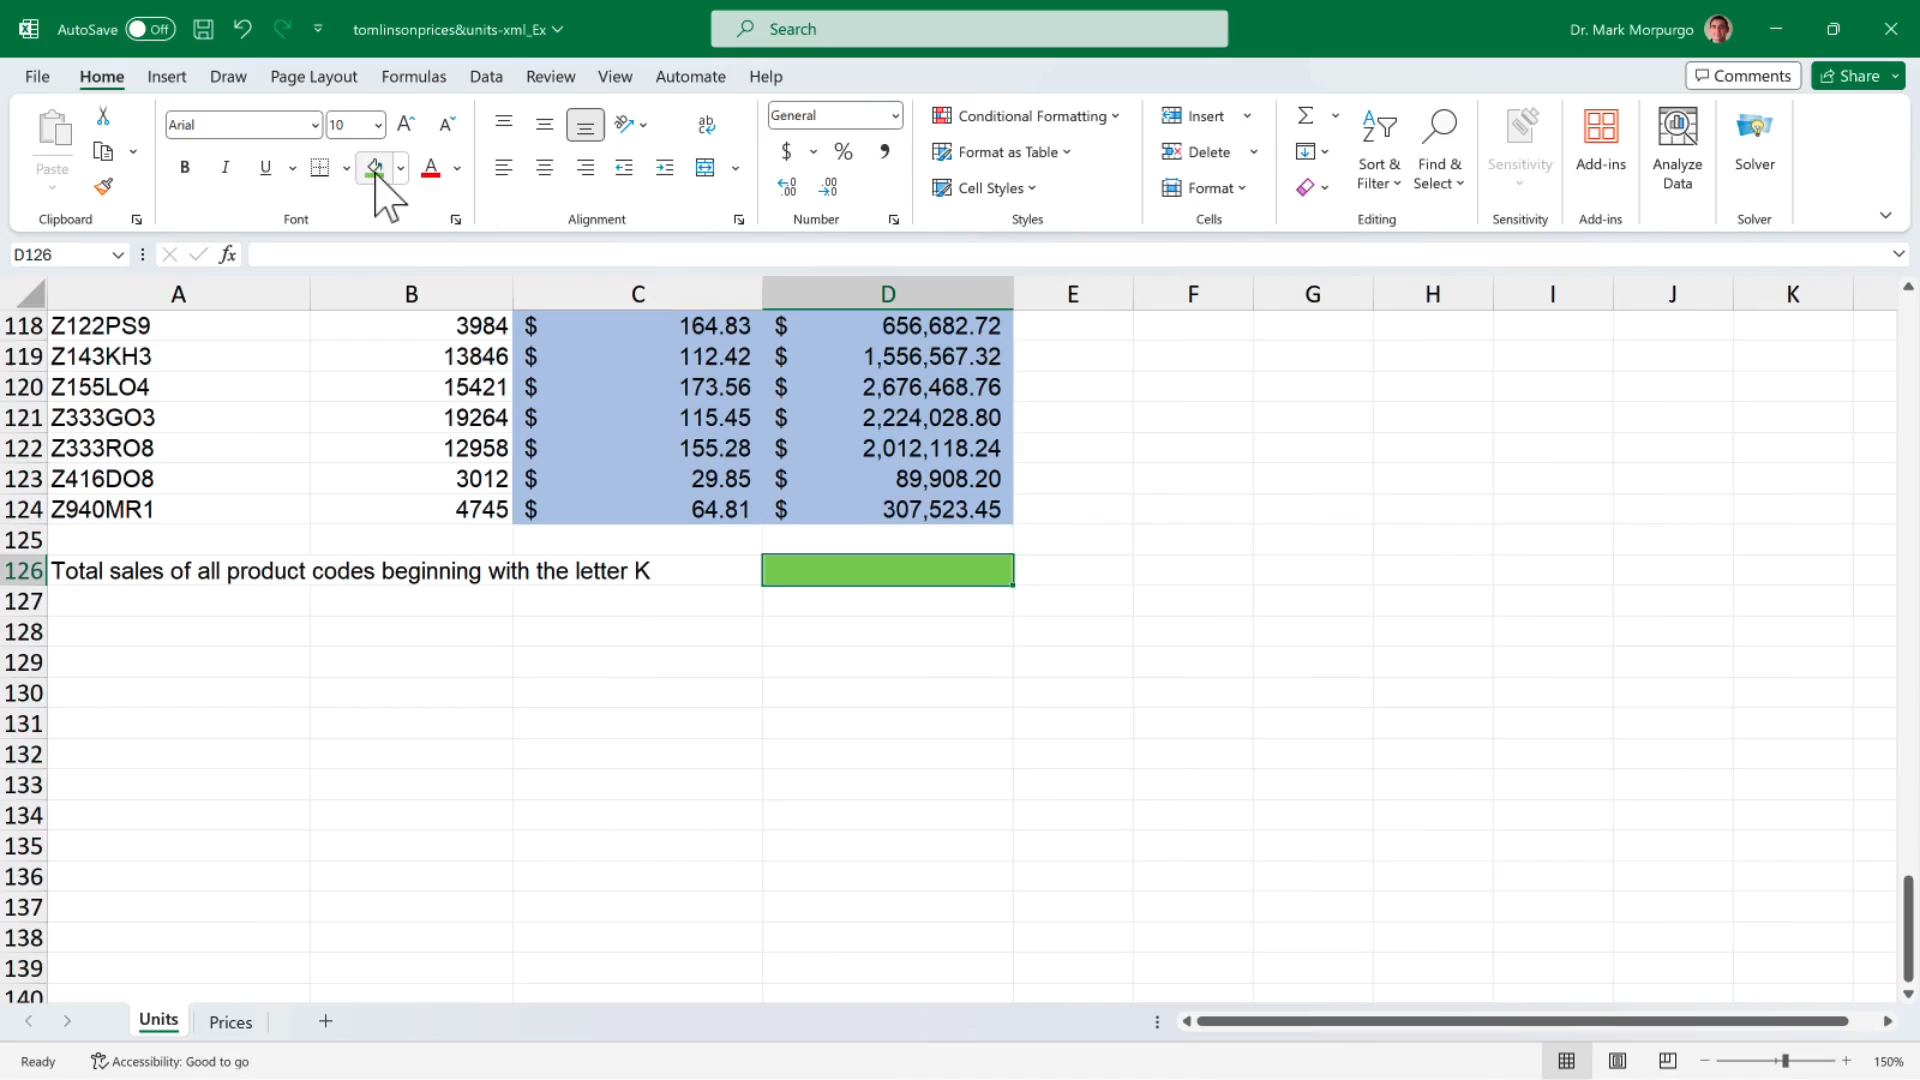 AutoSave Off tomlinsonprices&units-xml_Ex Search Dr. Mark Morpurgo
File Home Insert Draw Page Layout Formulas Data Review View Automate Help Comments Share
Paste
Clipboard
Arial 10
B I U A
Font
ab
Alignment
General
$ % ,
.00 .00
Number
Conditional Formatting
Format as Table
Cell Styles
Styles
Insert
Delete
Format
Cells
Sort & Filter
Find & Select
Editing
Sensitivity
Sensitivity
Add-ins
Add-ins
Analyze Data
Solver
Solver
D126 fx
A B C D E F G H I J K
118 Z122PS9 3984 $ 164.83 $ 656,682.72
119 Z143KH3 13846 $ 112.42 $ 1,556,567.32
120 Z155LO4 15421 $ 173.56 $ 2,676,468.76
121 Z333GO3 19264 $ 115.45 $ 2,224,028.80
122 Z333RO8 12958 $ 155.28 $ 2,012,118.24
123 Z416DO8 3012 $ 29.85 $ 89,908.20
124 Z940MR1 4745 $ 64.81 $ 307,523.45
125
126 Total sales of all product codes beginning with the letter K
127
128
129
130
131
132
133
134
135
136
137
138
139
140
Units Prices
Ready Accessibility: Good to go 150%